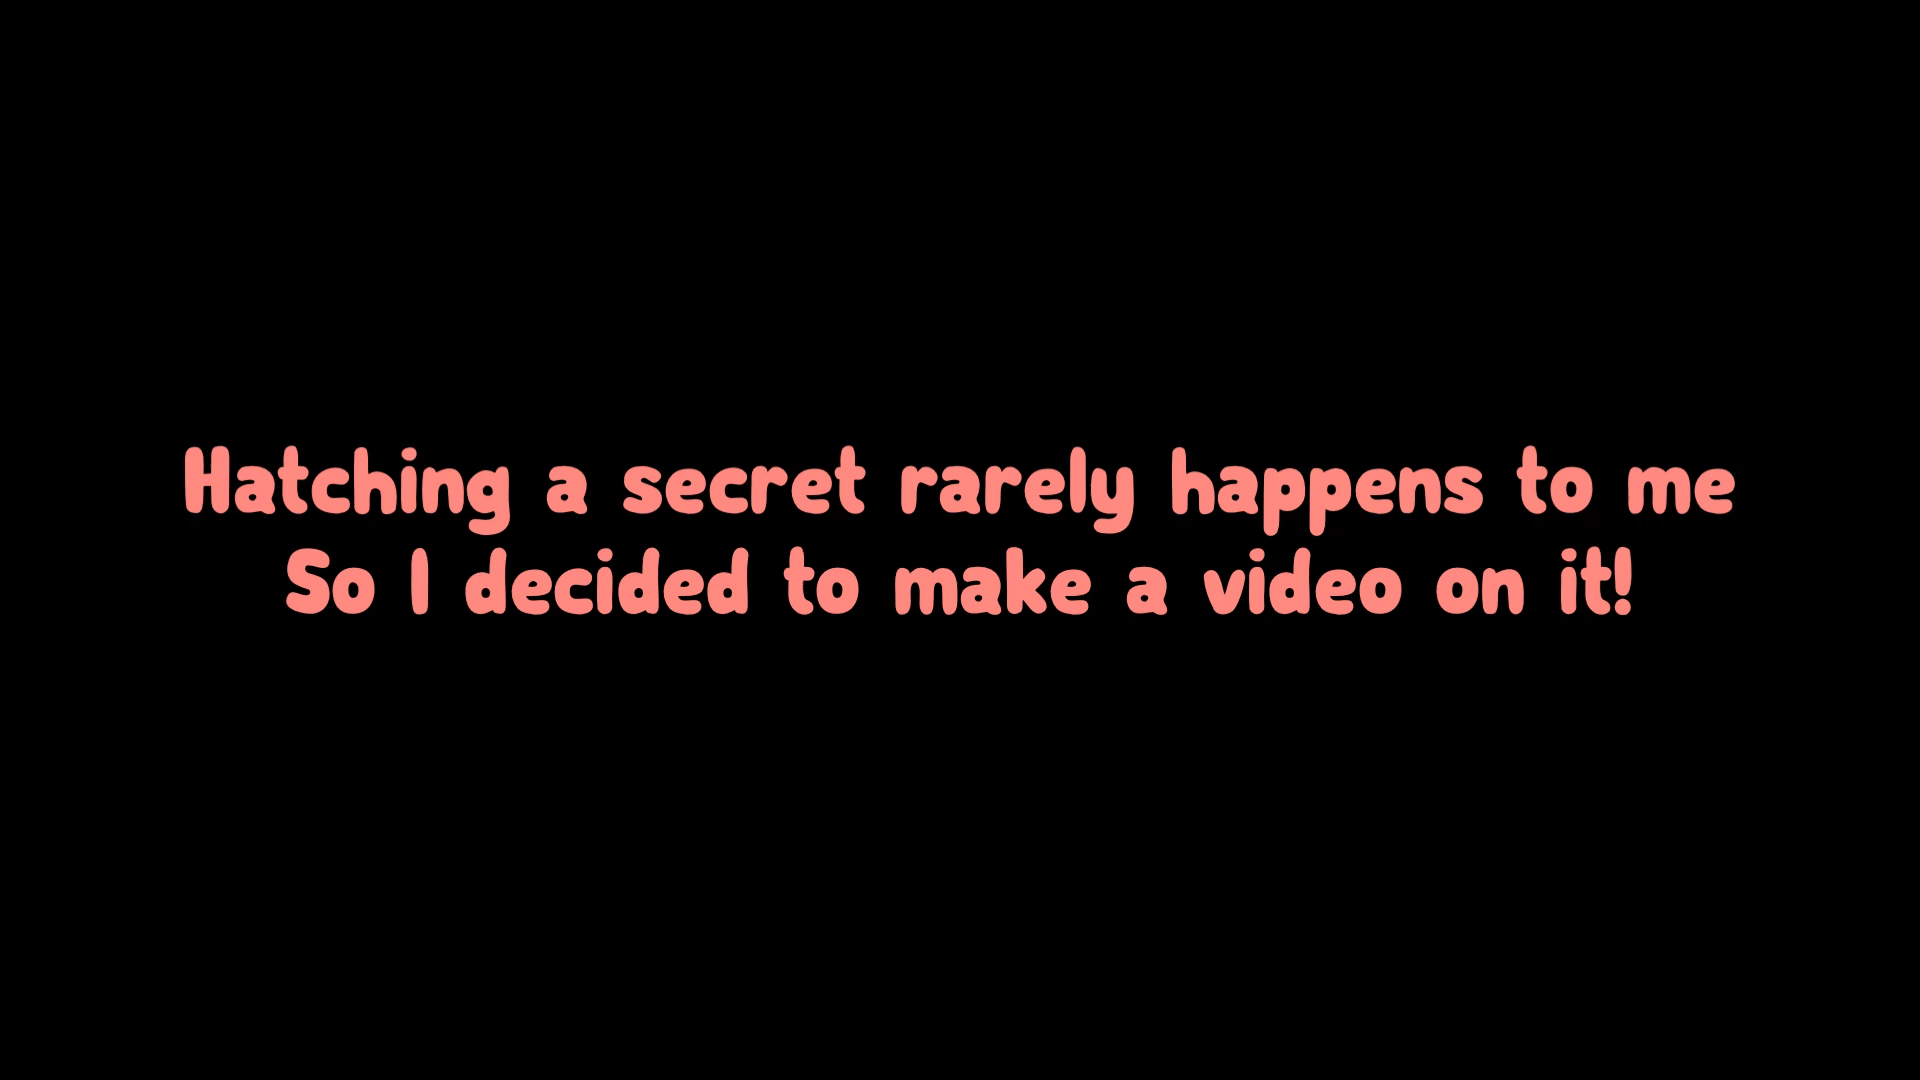 Hatching a secret rarely happens to me
So I decided to make a video on it!